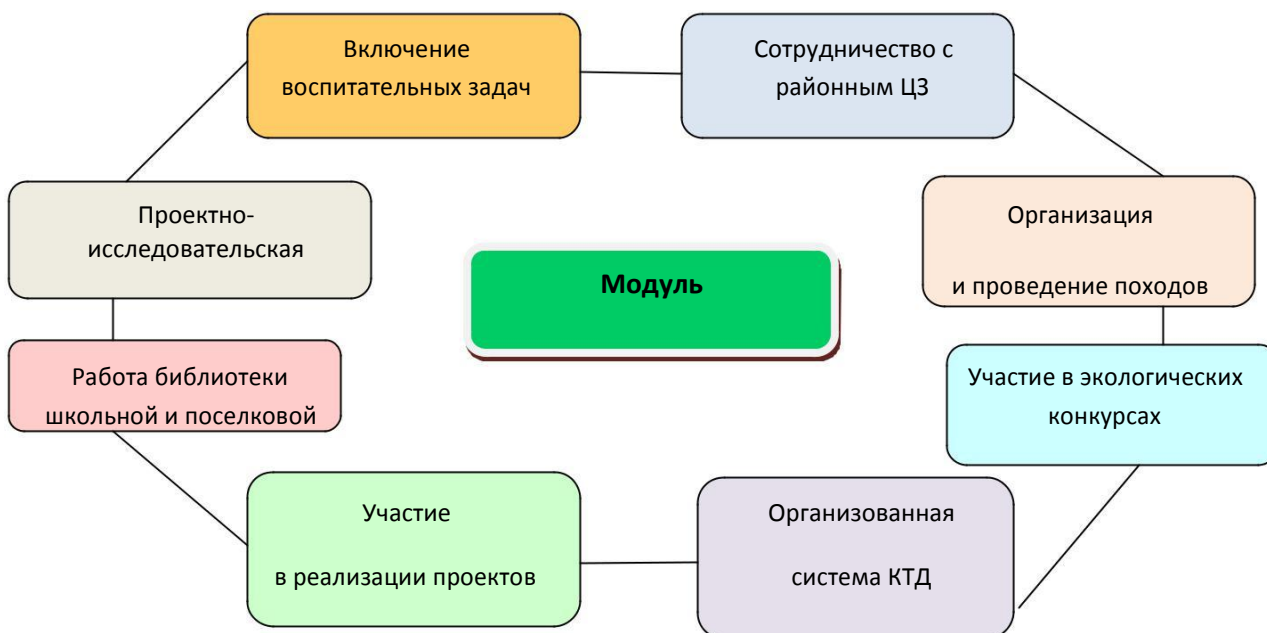 Включение
воспитательных задач
Сотрудничество с
районным ЦЗ
Проектно-
исследовательская
Организация
и проведение походов
Модуль
Работа библиотеки
школьной и поселковой
Участие в экологических
конкурсах
Участие
в реализации проектов
Организованная
система КТД